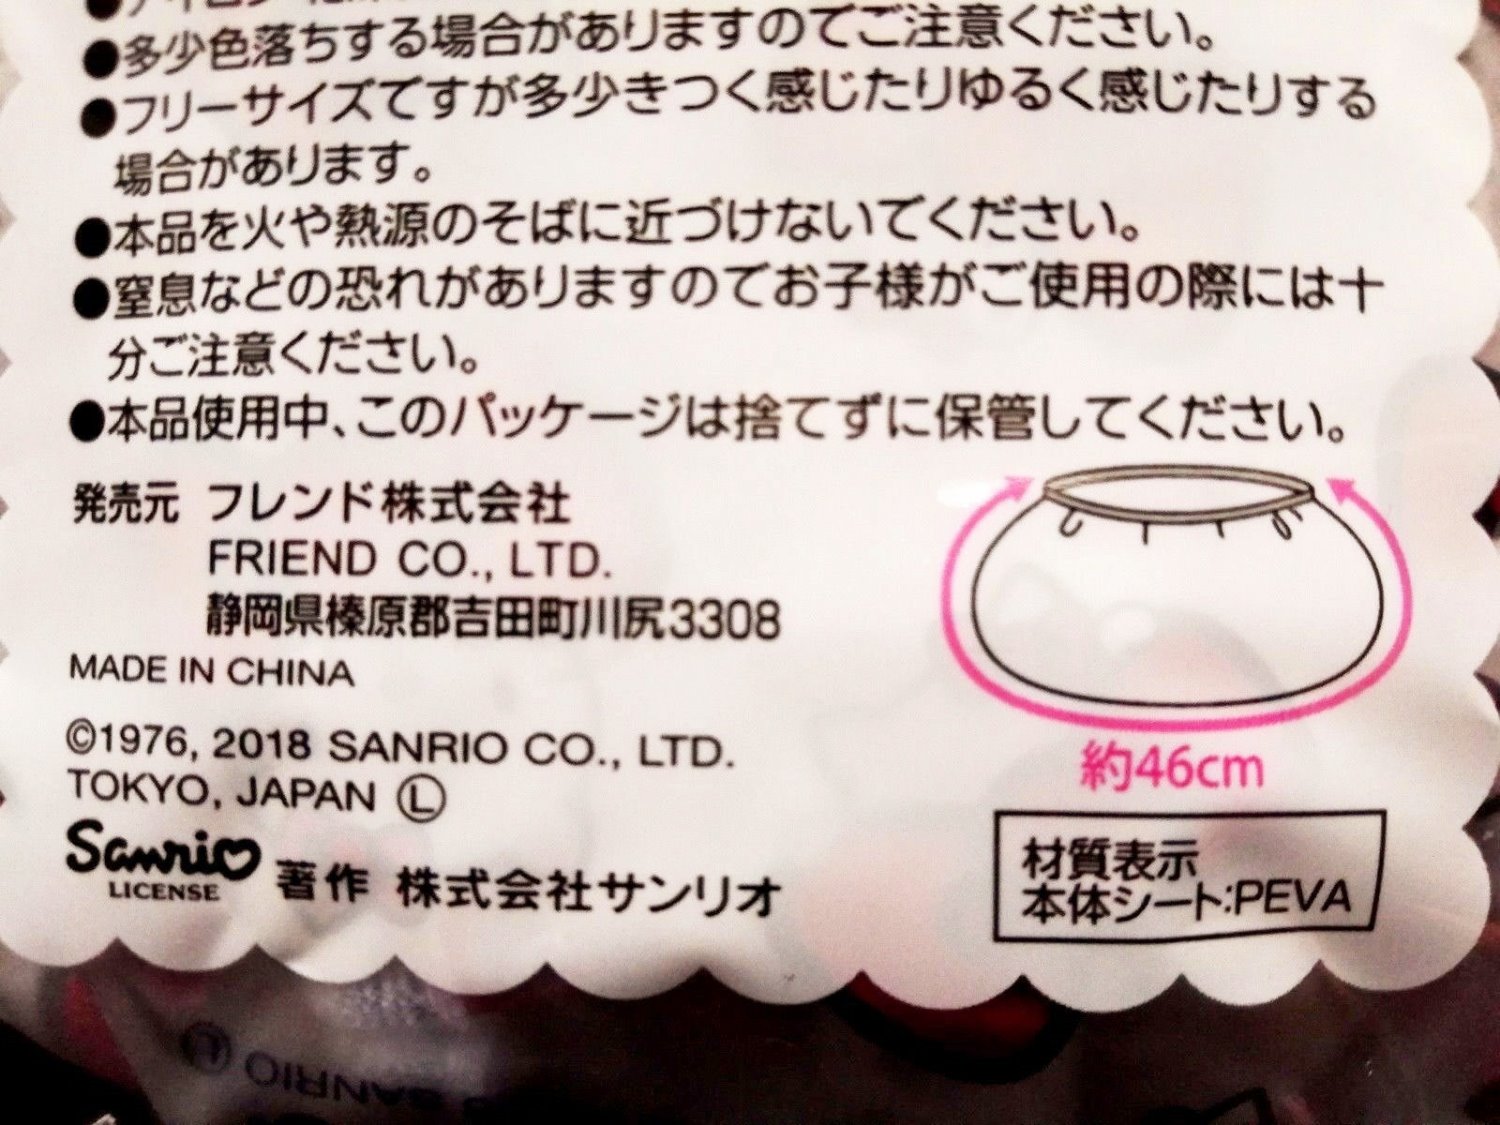 ●多少色落ちする場合がありますのでご注意ください。
●フリーサイズですが多少きつく感じたりゆるく感じたりする
場合があります。
●本品を火や熱源のそばに近づけないでください。
●窒息などの恐れがありますのでお子様がご使用の際には十
分ご注意ください。
●本品使用中、このパッケージは捨てずに保管してください。
発売元 フレンド株式会社
FRIEND CO., LTD.
静岡県榛原郡吉田町川尻3308
MADE IN CHINA
©1976, 2018 SANRIO CO., LTD.
TOKYO, JAPAN Ⓛ
Sanrio
LICENSE
著作 株式会社サンリオ
約46cm
材質表示
本体シート:PEVA
SANRIO Ⓛ